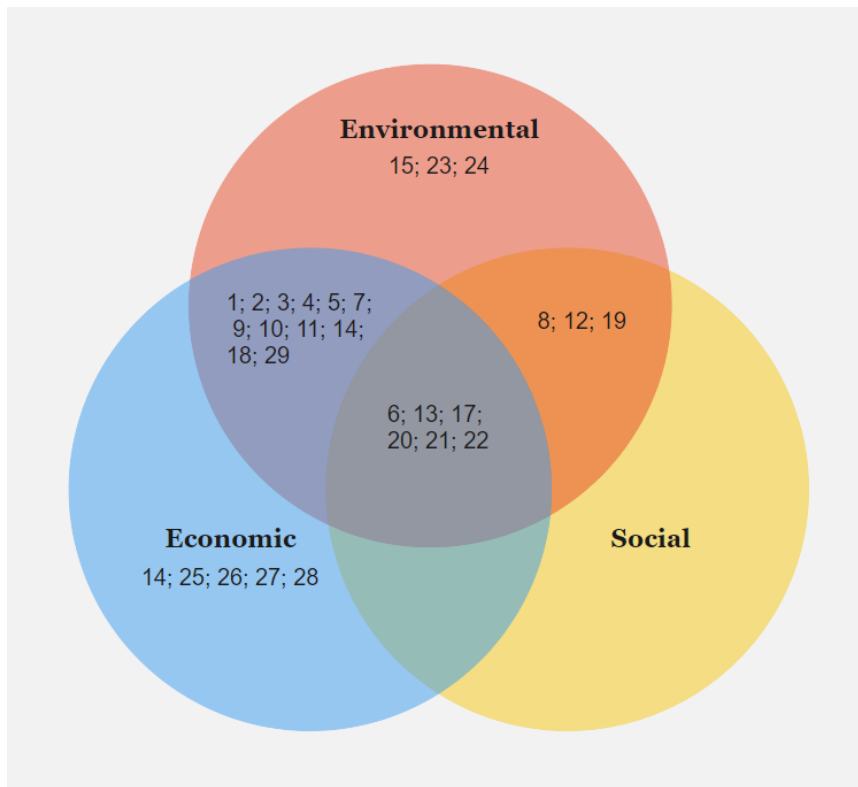 Environmental
15; 23; 24
1; 2; 3; 4; 5; 7;
9; 10; 11; 14;
18; 29
8; 12; 19
6; 13; 17;
20; 21; 22
Economic
14; 25; 26; 27; 28
Social